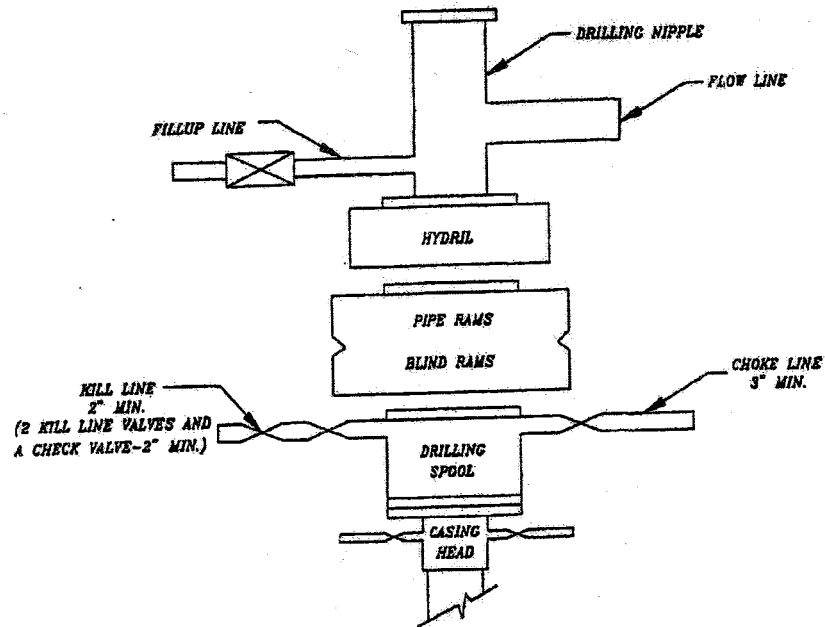 DRILLING NIPPLE
FLOW LINE
FILLUP LINE
HYDRIL
PIPE RAMS
BLIND RAMS
CHOKE LINE
3" MIN.
KILL LINE
2" MIN.
(2 KILL LINE VALVES AND
A CHECK VALVE-2" MIN.)
DRILLING
SPOOL
CASING
HEAD